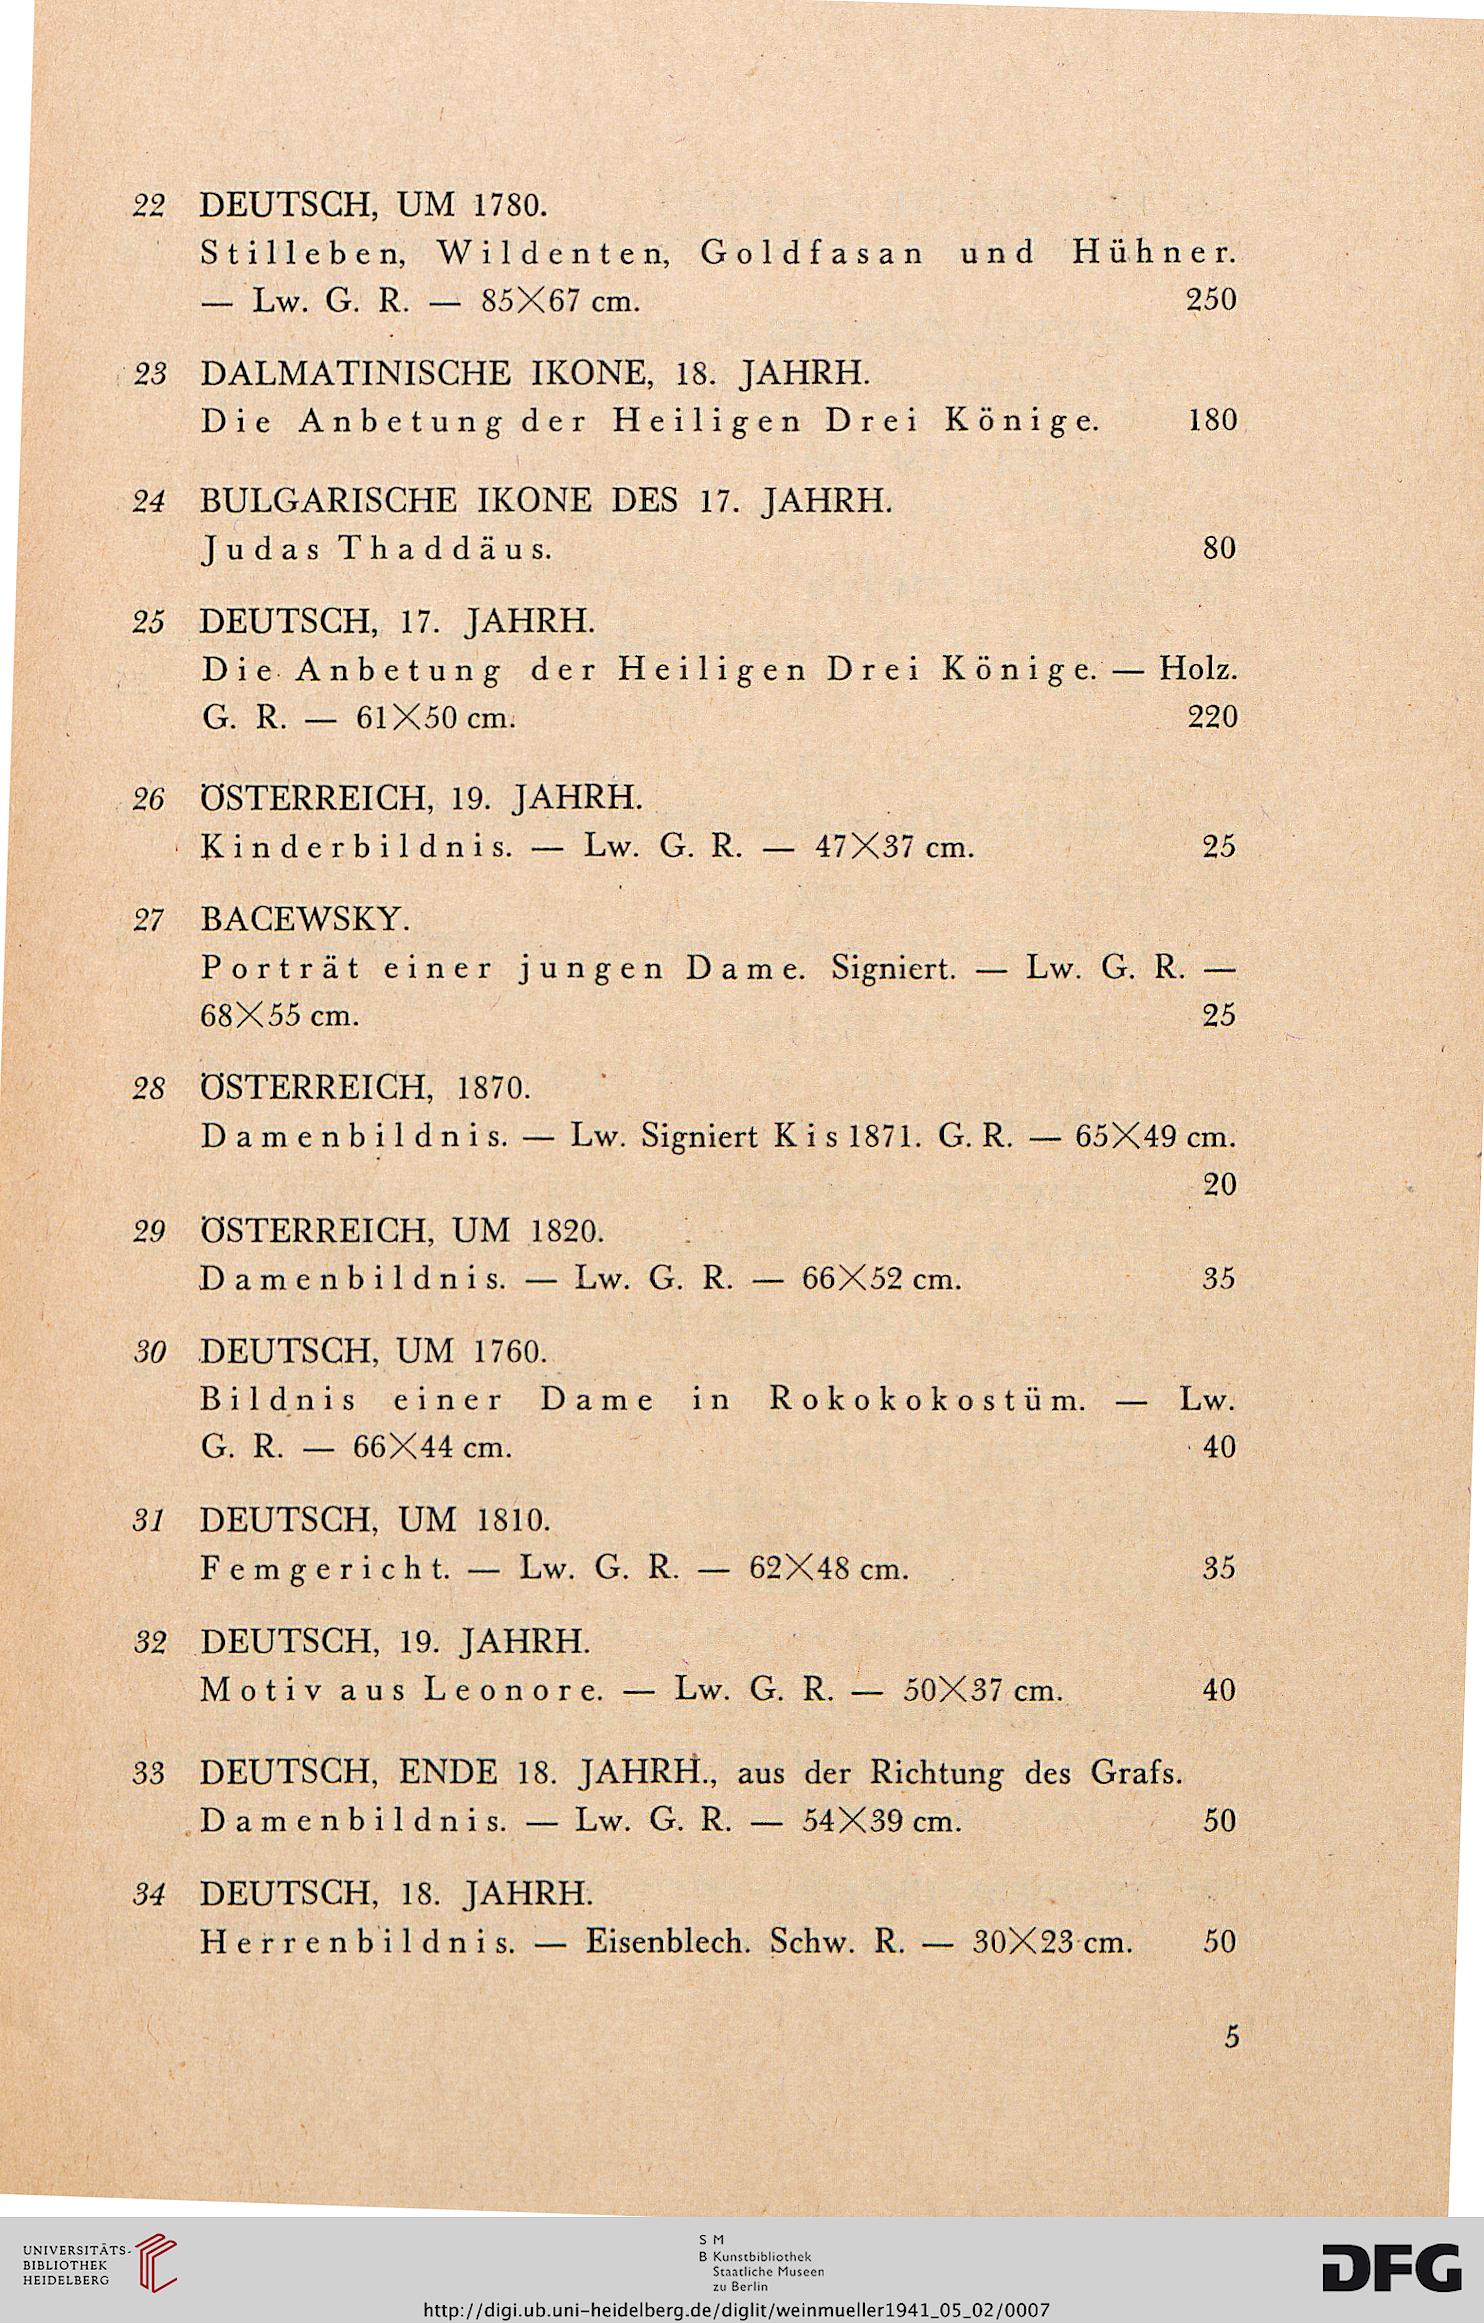 22 DEUTSCH, UM 1780.
Stilleben, Wildenten, Goldfasan und Hühner.
— Lw. G. R. — 85×67 cm. 250
23 DALMATINISCHE IKONE, 18. JAHRH.
Die Anbetung der Heiligen Drei Könige. 180
24 BULGARISCHE IKONE DES 17. JAHRH.
Judas Thaddäus. 80
25 DEUTSCH, 17. JAHRH.
Die Anbetung der Heiligen Drei Könige. — Holz.
G. R. — 61×50 cm. 220
26 ÖSTERREICH, 19. JAHRH.
Kinderbildnis. — Lw. G. R. — 47×37 cm. 25
27 BACEWSKY.
Porträt einer jungen Dame. Signiert. — Lw. G. R. —
68×55 cm. 25
28 ÖSTERREICH, 1870.
Damenbildnis. — Lw. Signiert Kis 1871. G. R. — 65×49 cm.
20
29 ÖSTERREICH, UM 1820.
Damenbildnis. — Lw. G. R. — 66×52 cm. 35
30 DEUTSCH, UM 1760.
Bildnis einer Dame in Rokokokostüm. — Lw.
G. R. — 66×44 cm. 40
31 DEUTSCH, UM 1810.
Femgericht. — Lw. G. R. — 62×48 cm. 35
32 DEUTSCH, 19. JAHRH.
Motiv aus Leonore. — Lw. G. R. — 50×37 cm. 40
33 DEUTSCH, ENDE 18. JAHRH., aus der Richtung des Grafs.
Damenbildnis. — Lw. G. R. — 54×39 cm. 50
34 DEUTSCH, 18. JAHRH.
Herrenbildnis. — Eisenblech. Schw. R. — 30×23 cm. 50
5
UNIVERSITÄTS-
BIBLIOTHEK
HEIDELBERG
S M
B Kunstbibliothek
Staatliche Museen
zu Berlin
DFG
http://digi.ub.uni-heidelberg.de/diglit/weinmueller1941_05_02/0007